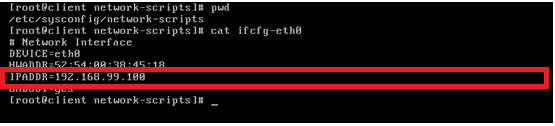 [root@client network-scripts]# pwd
/etc/sysconfig/network-scripts
[root@client network-scripts]# cat ifcfg-eth0
# Network Interface
DEVICE=eth0
HWADDR=52:54:00:38:45:18
IPADDR=192.168.99.100
ONBOOT=yes
[root@client network-scripts]# _